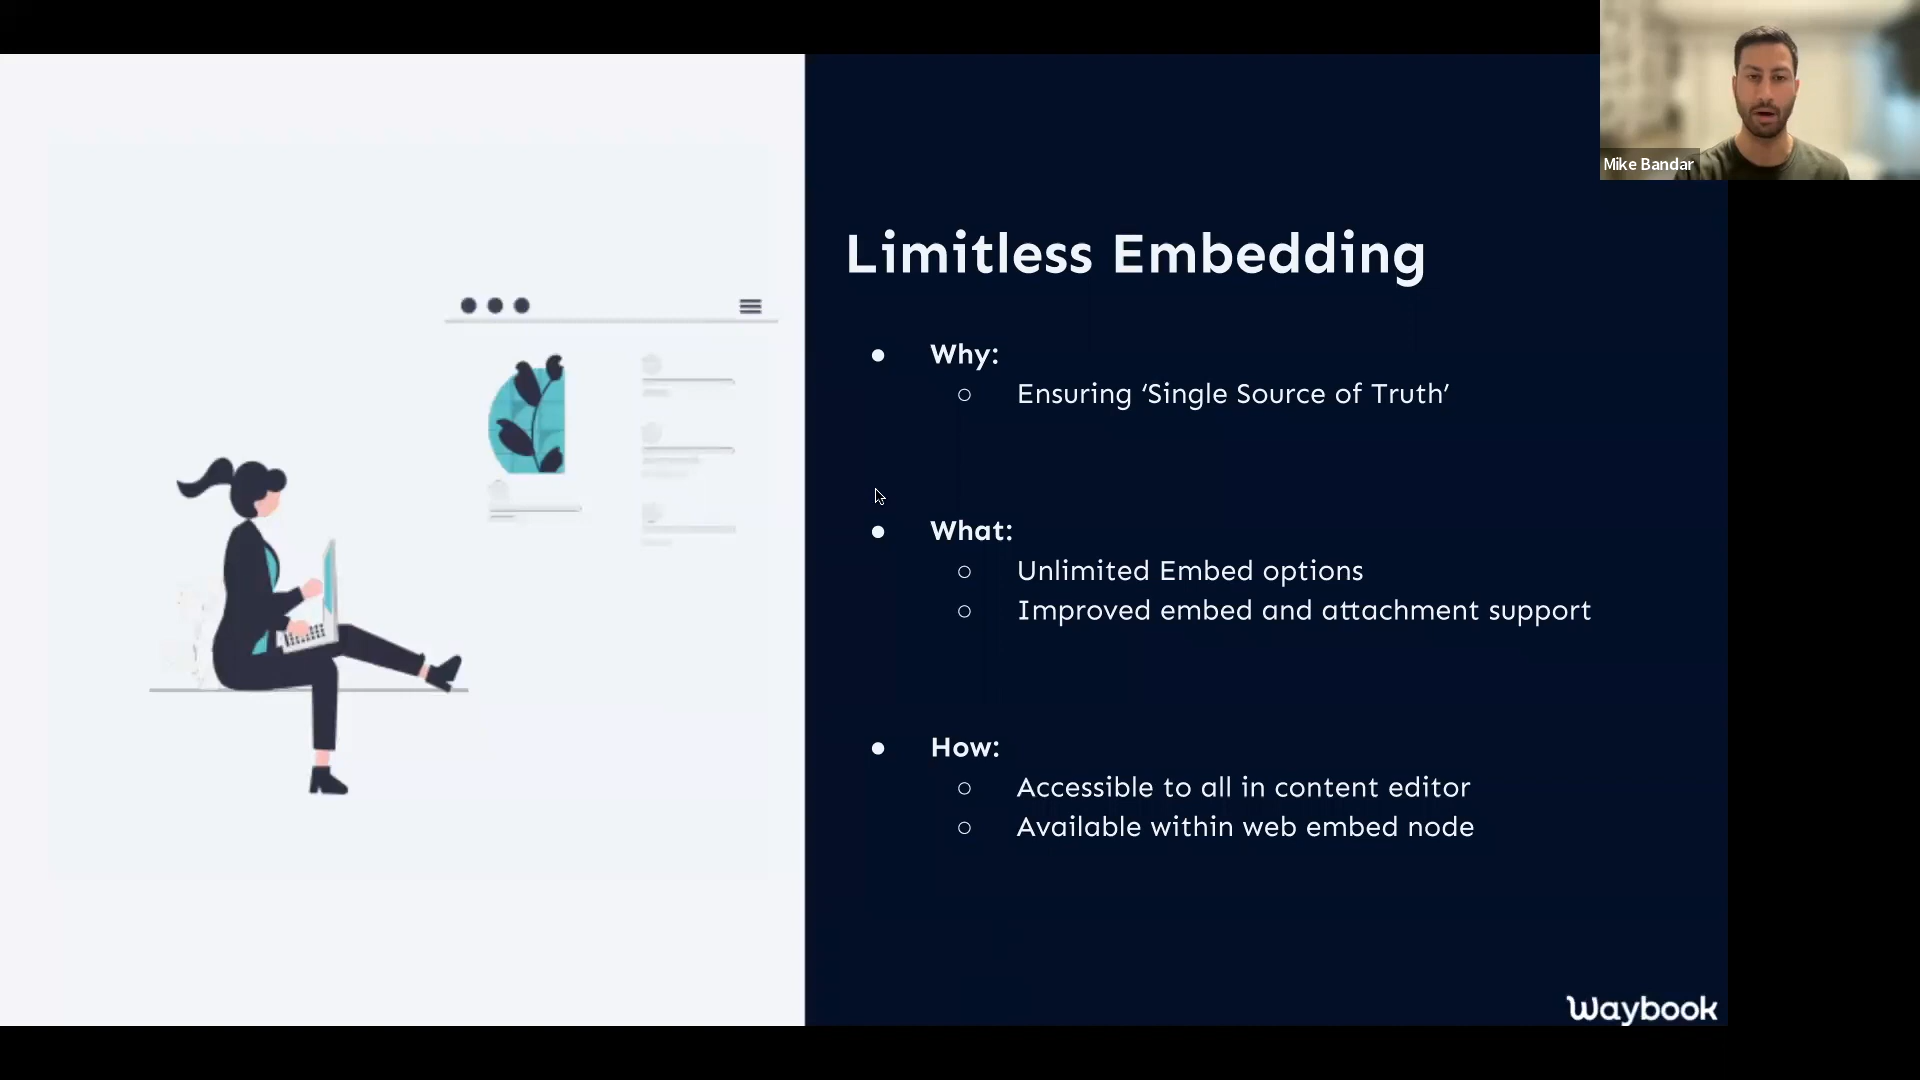 Mike Bandar
Limitless Embedding
● Why:
○ Ensuring ‘Single Source of Truth’
● What:
○ Unlimited Embed options
○ Improved embed and attachment support
● How:
○ Accessible to all in content editor
○ Available within web embed node
Waybook